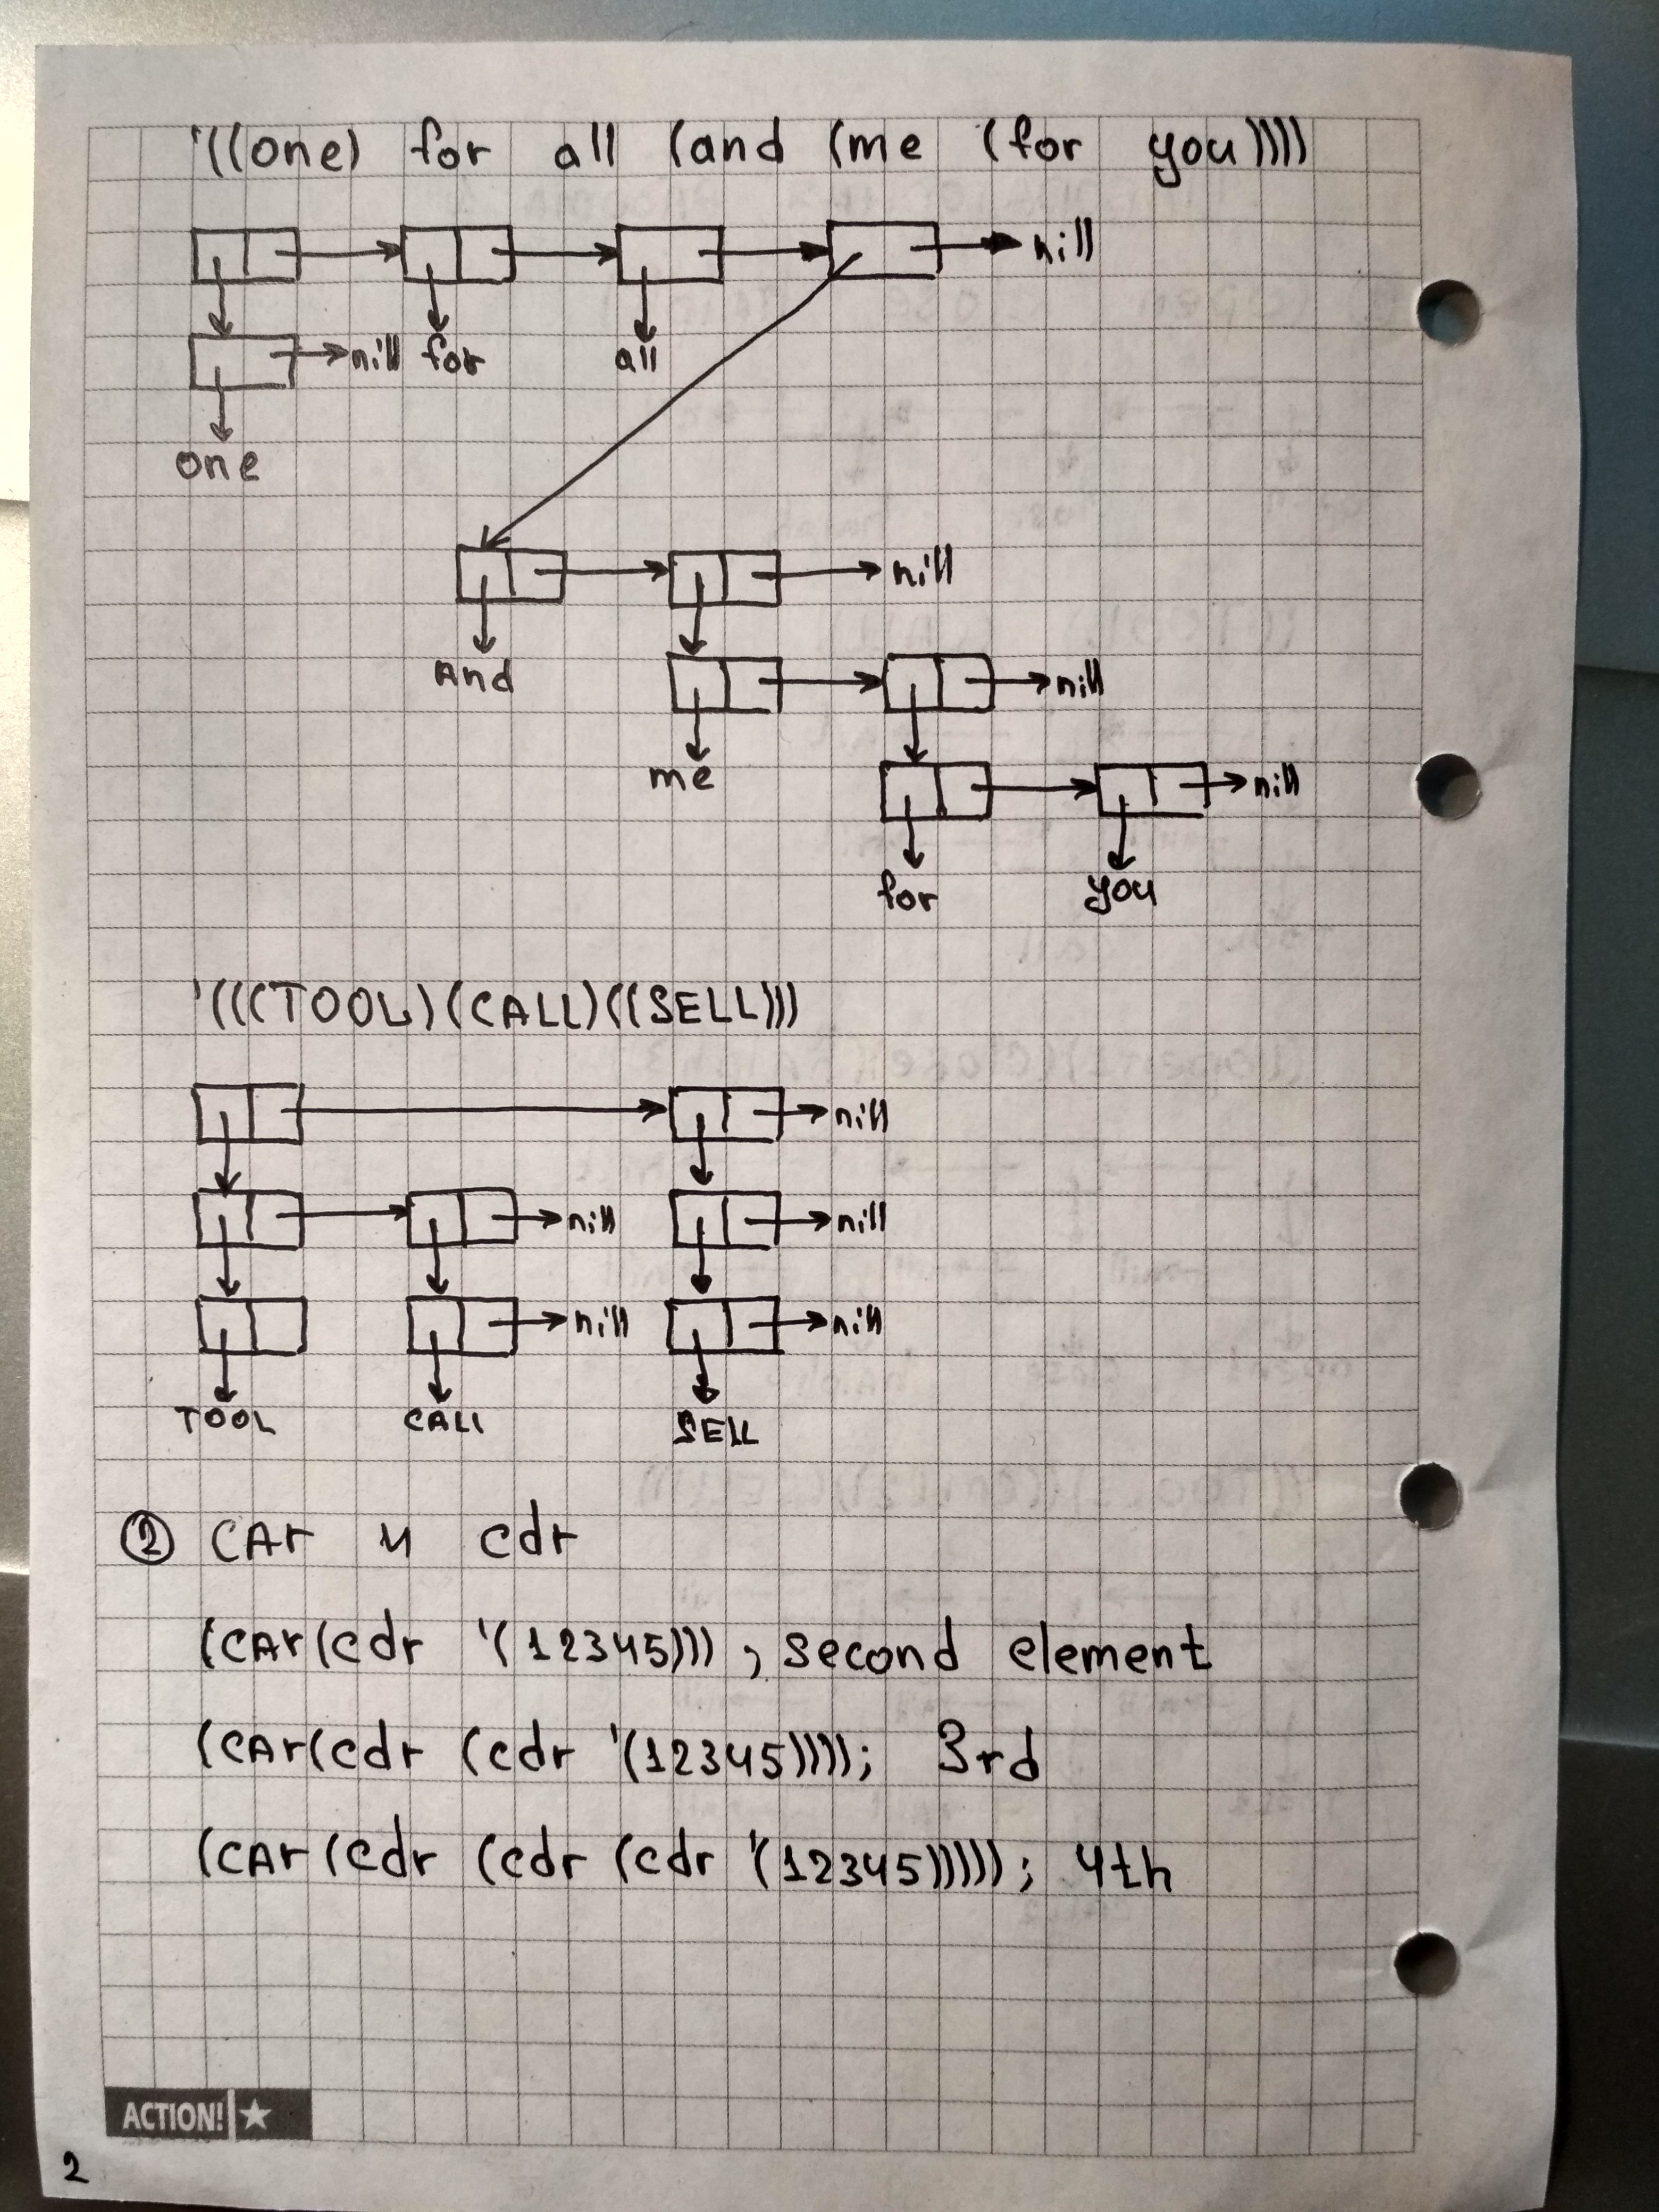 '((one) for all (and (me (for you))))
nill
nill for all
one
nill
And
nill
me
nill
for you
'(((TOOL)(CALL)((SELL)))
nill
nill nill
nill nill
TOOL CALL SELL
② CAr и cdr
(CAr(cdr '(12345))) ; second element
(CAr(cdr (cdr '(12345)))); 3rd
(CAr(cdr (cdr (cdr '(12345))))); 4th
ACTION!
2